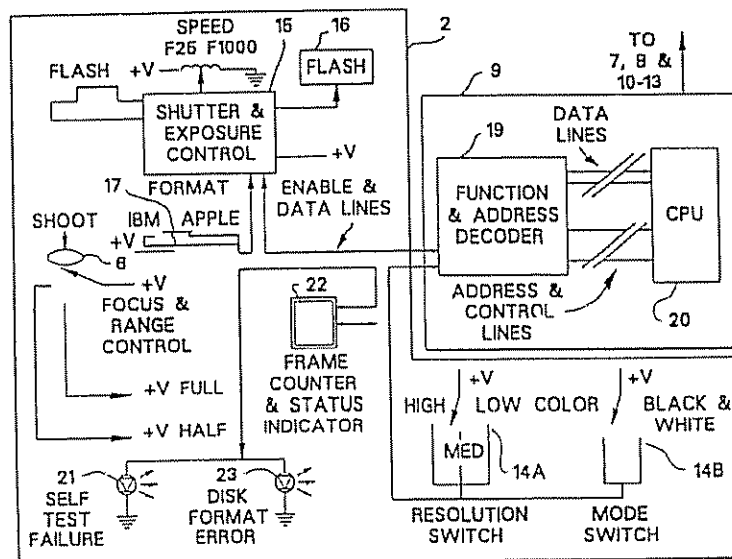 SPEED
F25 F1000
15
16
2
TO
7, 8 &
10-13
FLASH
+V
FLASH
9
SHUTTER &
EXPOSURE
CONTROL
+V
19
DATA
LINES
FORMAT
17
IBM APPLE
ENABLE &
DATA LINES
FUNCTION
& ADDRESS
DECODER
CPU
SHOOT
+V
6
+V
FOCUS &
RANGE
CONTROL
22
ADDRESS &
CONTROL
LINES
20
FRAME
COUNTER
& STATUS
INDICATOR
+V FULL
+V HALF
+V
HIGH LOW
MED
14A
+V
COLOR BLACK &
WHITE
14B
21
SELF
TEST
FAILURE
23
DISK
FORMAT
ERROR
RESOLUTION
SWITCH
MODE
SWITCH